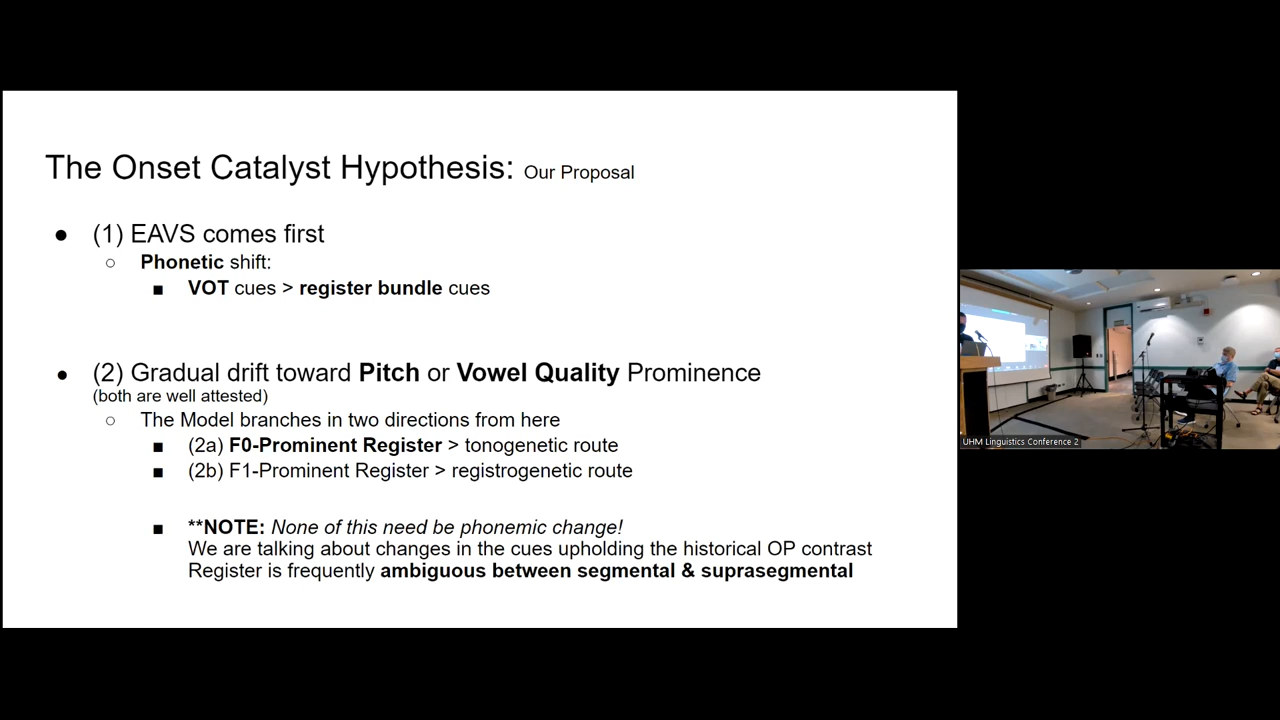 The Onset Catalyst Hypothesis: Our Proposal
● (1) EAVS comes first
○ Phonetic shift:
■ VOT cues > register bundle cues
● (2) Gradual drift toward Pitch or Vowel Quality Prominence
(both are well attested)
○ The Model branches in two directions from here
■ (2a) F0-Prominent Register > tonogenetic route
■ (2b) F1-Prominent Register > registrogenetic route
■ **NOTE: None of this need be phonemic change!
We are talking about changes in the cues upholding the historical OP contrast
Register is frequently ambiguous between segmental & suprasegmental
UHM Linguistics Conference 2